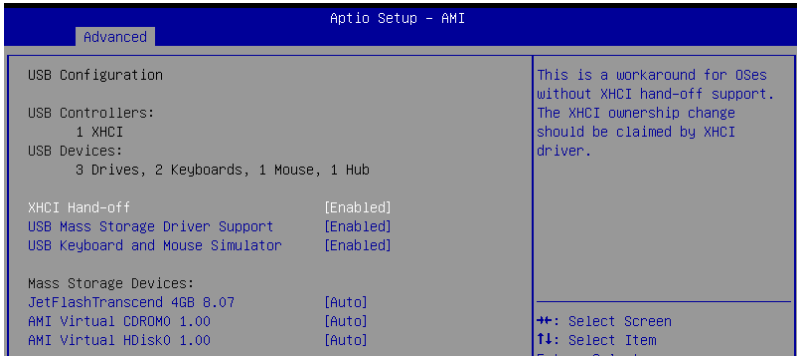 Aptio Setup – AMI
Advanced
USB Configuration
USB Controllers:
1 XHCI
USB Devices:
3 Drives, 2 Keyboards, 1 Mouse, 1 Hub
XHCI Hand-off [Enabled]
USB Mass Storage Driver Support [Enabled]
USB Keyboard and Mouse Simulator [Enabled]
Mass Storage Devices:
JetFlashTranscend 4GB 8.07 [Auto]
AMI Virtual CDROM0 1.00 [Auto]
AMI Virtual HDisk0 1.00 [Auto]
This is a workaround for OSes
without XHCI hand-off support.
The XHCI ownership change
should be claimed by XHCI
driver.
→←: Select Screen
↑↓: Select Item